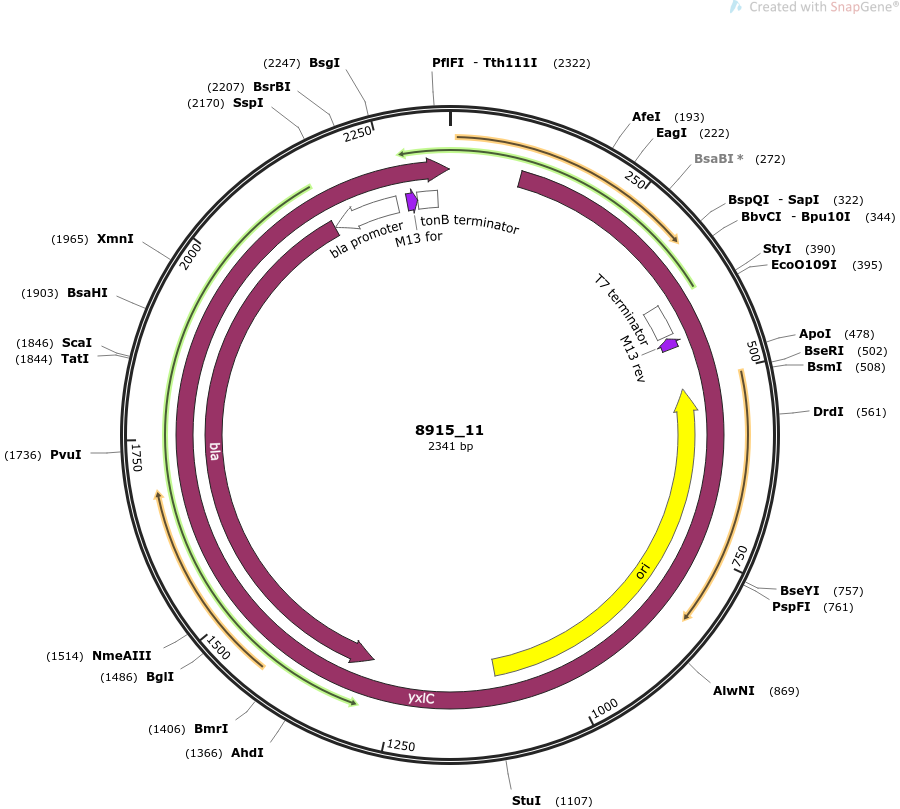 Created with SnapGene®
(2247) BsgI
PflFI - Tth111I (2322)
(2207) BsrBI
(2170) SspI
AfeI (193)
EagI (222)
BsaBI * (272)
BspQI - SapI (322)
BbvCI - Bpu10I (344)
StyI (390)
EcoO109I (395)
ApoI (478)
BseRI (502)
BsmI (508)
DrdI (561)
BseYI (757)
PspFI (761)
AlwNI (869)
StuI (1107)
(1366) AhdI
(1406) BmrI
(1486) BglI
(1514) NmeAIII
(1736) PvuI
(1844) TatI
(1846) ScaI
(1903) BsaHI
(1965) XmnI
250
500
750
1000
1250
1500
1750
2000
2250
bla promoter
M13 for
tonB terminator
T7 terminator
M13 rev
ori
yxlC
bla
8915_11
2341 bp